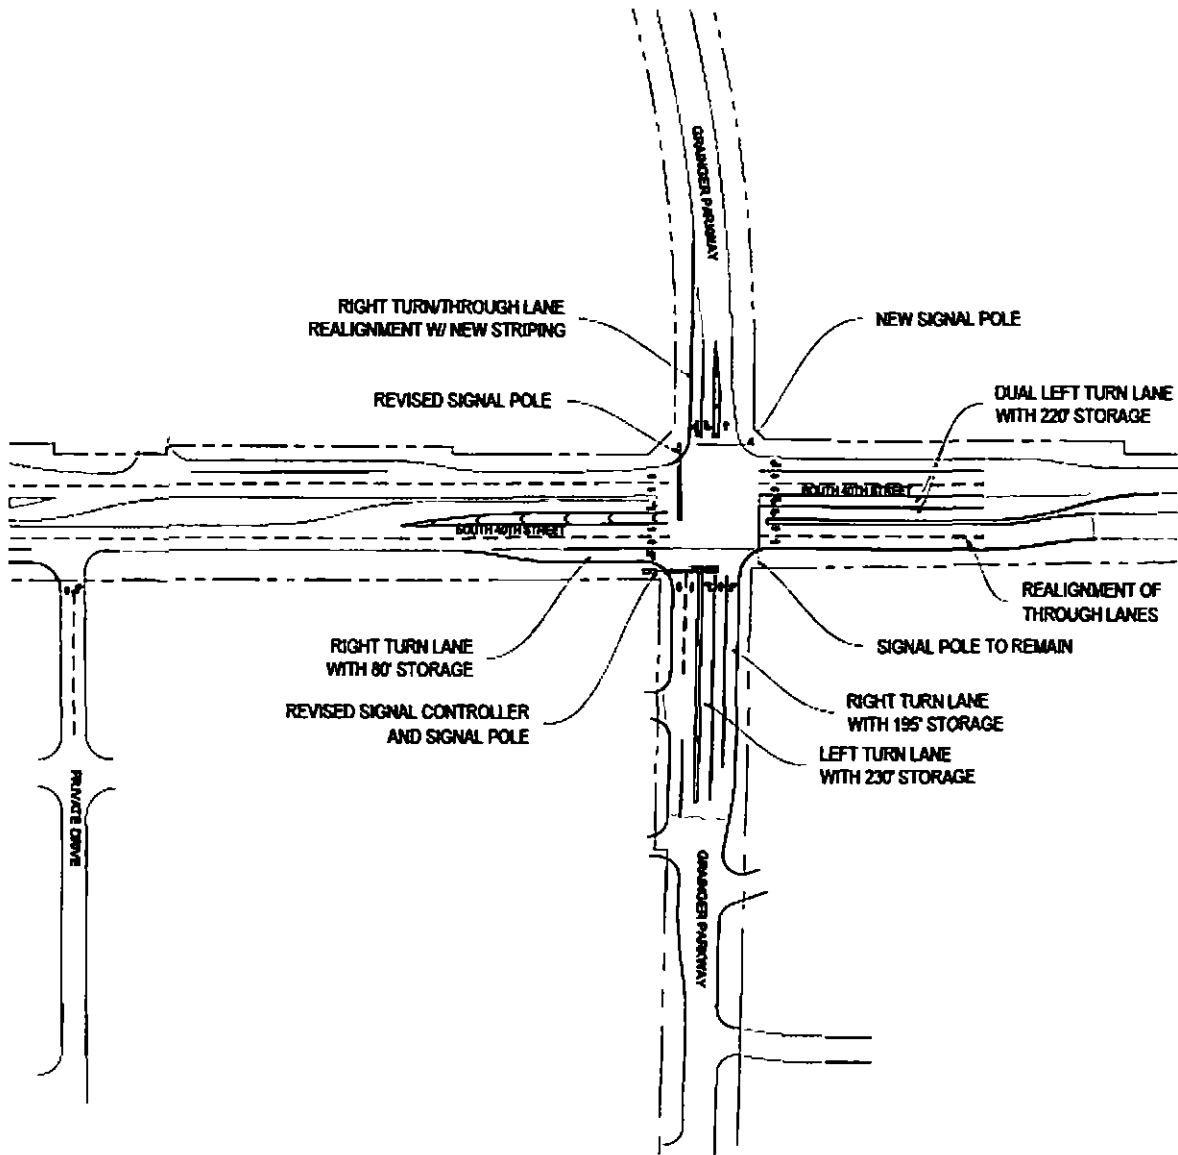 GRAINGER PARKWAY
RIGHT TURN/THROUGH LANE
REALIGNMENT W/ NEW STRIPING
NEW SIGNAL POLE
REVISED SIGNAL POLE
DUAL LEFT TURN LANE
WITH 220' STORAGE
SOUTH 40TH STREET
SOUTH 40TH STREET
REALIGNMENT OF
THROUGH LANES
RIGHT TURN LANE
WITH 80' STORAGE
SIGNAL POLE TO REMAIN
REVISED SIGNAL CONTROLLER
AND SIGNAL POLE
RIGHT TURN LANE
WITH 195' STORAGE
LEFT TURN LANE
WITH 230' STORAGE
PRIVATE DRIVE
GRAINGER PARKWAY